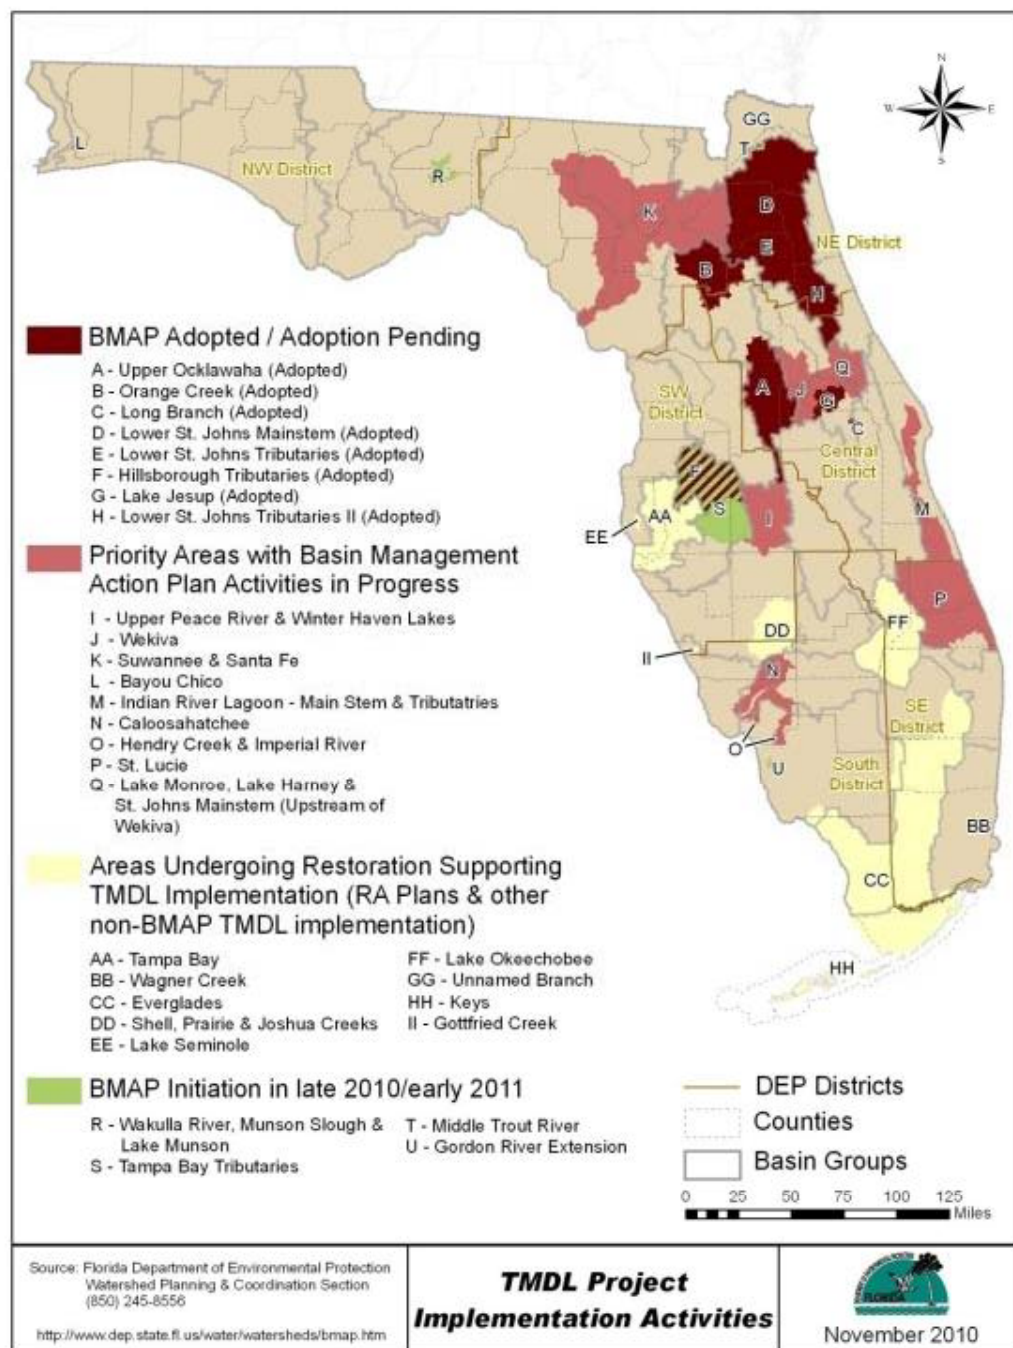 N
W
E
S
GG
T
L
NW District
R
K
D
E
NE District
B
H
BMAP Adopted / Adoption Pending
A - Upper Ocklawaha (Adopted)
B - Orange Creek (Adopted)
C - Long Branch (Adopted)
D - Lower St. Johns Mainstem (Adopted)
E - Lower St. Johns Tributaries (Adopted)
F - Hillsborough Tributaries (Adopted)
G - Lake Jesup (Adopted)
H - Lower St. Johns Tributaries II (Adopted)
Q
SW
District
A
J
G
C
Central
District
F
S
AA
EE
I
M
Priority Areas with Basin Management
Action Plan Activities in Progress
I - Upper Peace River & Winter Haven Lakes
J - Wekiva
K - Suwannee & Santa Fe
L - Bayou Chico
M - Indian River Lagoon - Main Stem & Tributatries
N - Caloosahatchee
O - Hendry Creek & Imperial River
P - St. Lucie
Q - Lake Monroe, Lake Harney &
St. Johns Mainstem (Upstream of
Wekiva)
P
DD
FF
II
N
SE
District
O
U
South
District
BB
CC
HH
Areas Undergoing Restoration Supporting
TMDL Implementation (RA Plans & other
non-BMAP TMDL implementation)
AA - Tampa Bay
BB - Wagner Creek
CC - Everglades
DD - Shell, Prairie & Joshua Creeks
EE - Lake Seminole
FF - Lake Okeechobee
GG - Unnamed Branch
HH - Keys
II - Gottfried Creek
BMAP Initiation in late 2010/early 2011
R - Wakulla River, Munson Slough &
Lake Munson
S - Tampa Bay Tributaries
T - Middle Trout River
U - Gordon River Extension
DEP Districts
Counties
Basin Groups
0 25 50 75 100 125
Miles
Source: Florida Department of Environmental Protection
Watershed Planning & Coordination Section
(850) 245-8556
http://www.dep.state.fl.us/water/watersheds/bmap.htm
TMDL Project
Implementation Activities
FLORIDA
November 2010